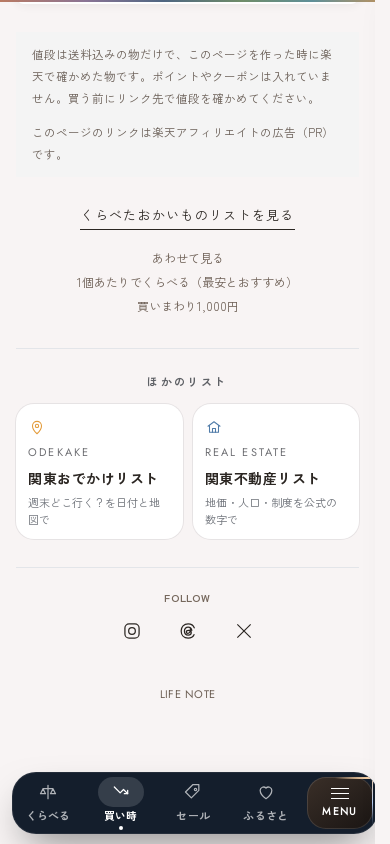 値段は送料込みの物だけで、このページを作った時に楽
天で確かめた物です。ポイントやクーポンは入れていま
せん。買う前にリンク先で値段を確かめてください。
このページのリンクは楽天アフィリエイトの広告（PR）
です。
くらべたおかいものリストを見る
あわせて見る
1個あたりでくらべる（最安とおすすめ）
買いまわり1,000円
ほかのリスト
ODEKAKE
関東おでかけリスト
週末どこ行く？を日付と地
図で
REAL ESTATE
関東不動産リスト
地価・人口・制度を公式の
数字で
FOLLOW
LIFE NOTE
くらべる
買い時
セール
ふるさと
MENU